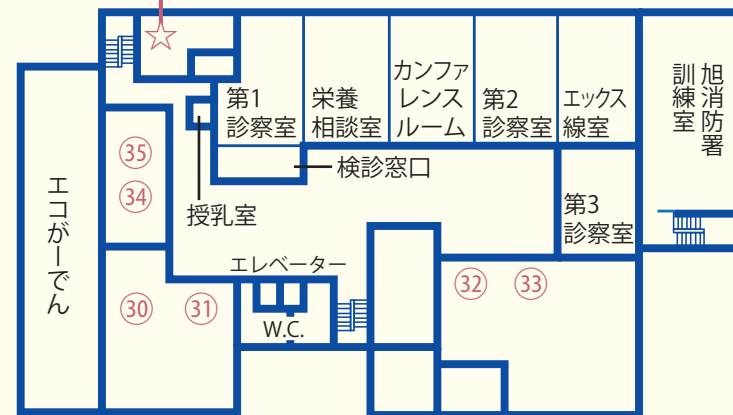 第1
診察室
栄養
相談室
カンファ
レンス
ルーム
第2
診察室
エックス
線室
旭消防署
訓練室
検診窓口
授乳室
第3
診察室
エコがーでん
㉟
㉞
エレベーター
W.C.
㉚
㉛
㉜
㉝